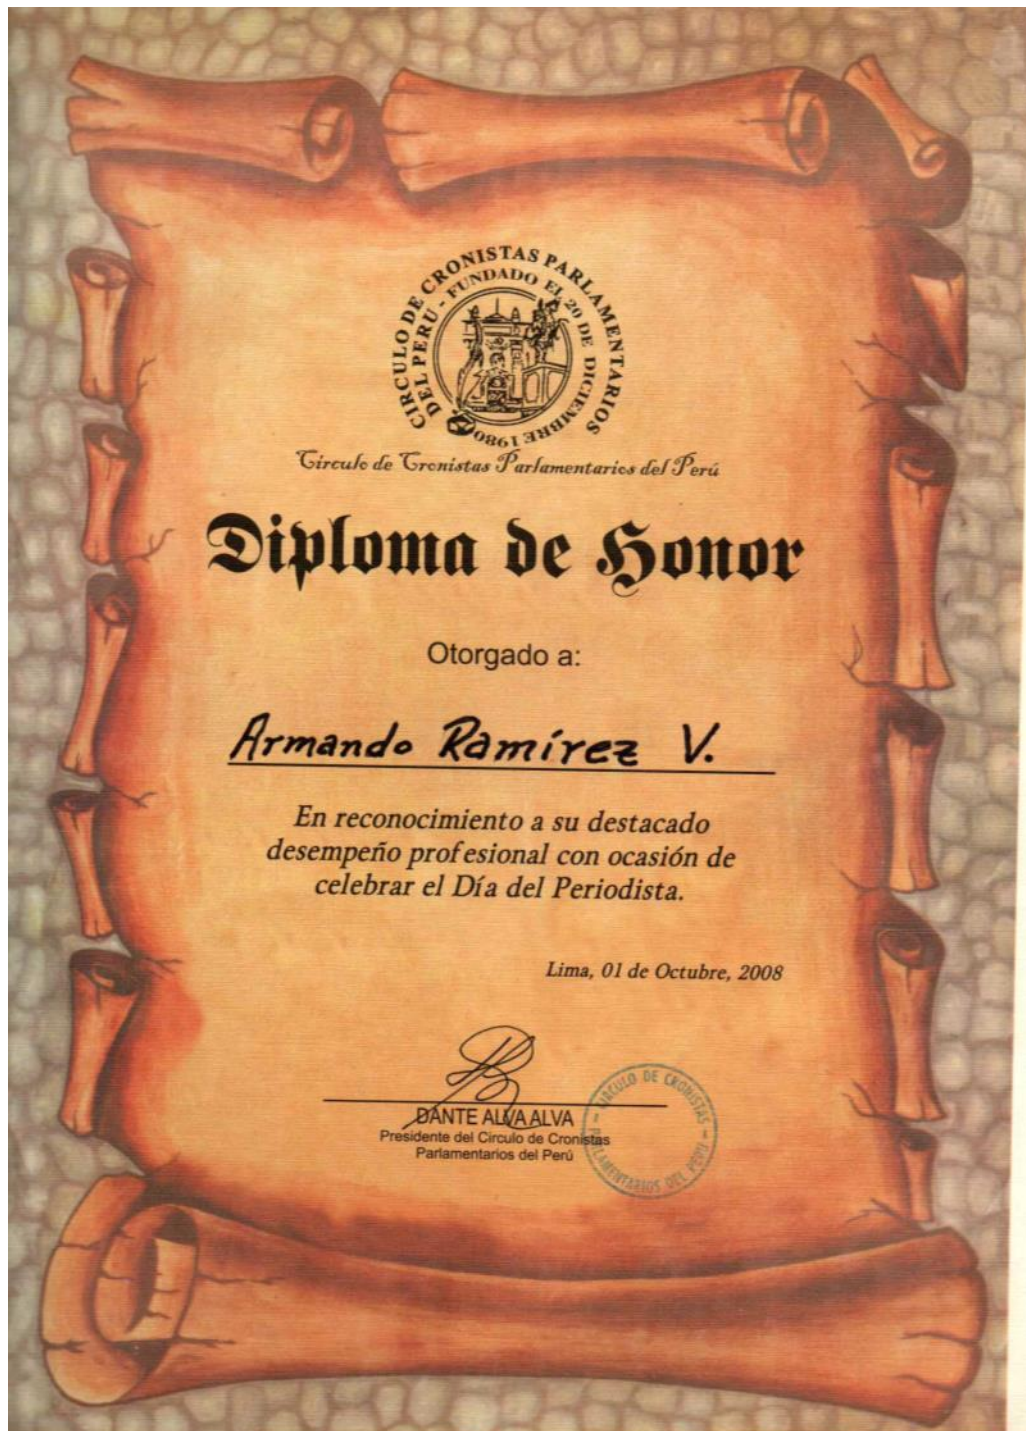 CIRCULO DE CRONISTAS PARLAMENTARIOS
DEL PERU - FUNDADO EL 20 DE DICIEMBRE 1980
Círculo de Cronistas Parlamentarios del Perú
Diploma de Honor
Otorgado a:
Armando Ramírez V.
En reconocimiento a su destacado
desempeño profesional con ocasión de
celebrar el Día del Periodista.
Lima, 01 de Octubre, 2008
DANTE ALVA ALVA
Presidente del Circulo de Cronistas
Parlamentarios del Perú
CIRCULO DE CRONISTAS
PARLAMENTARIOS DEL PERU